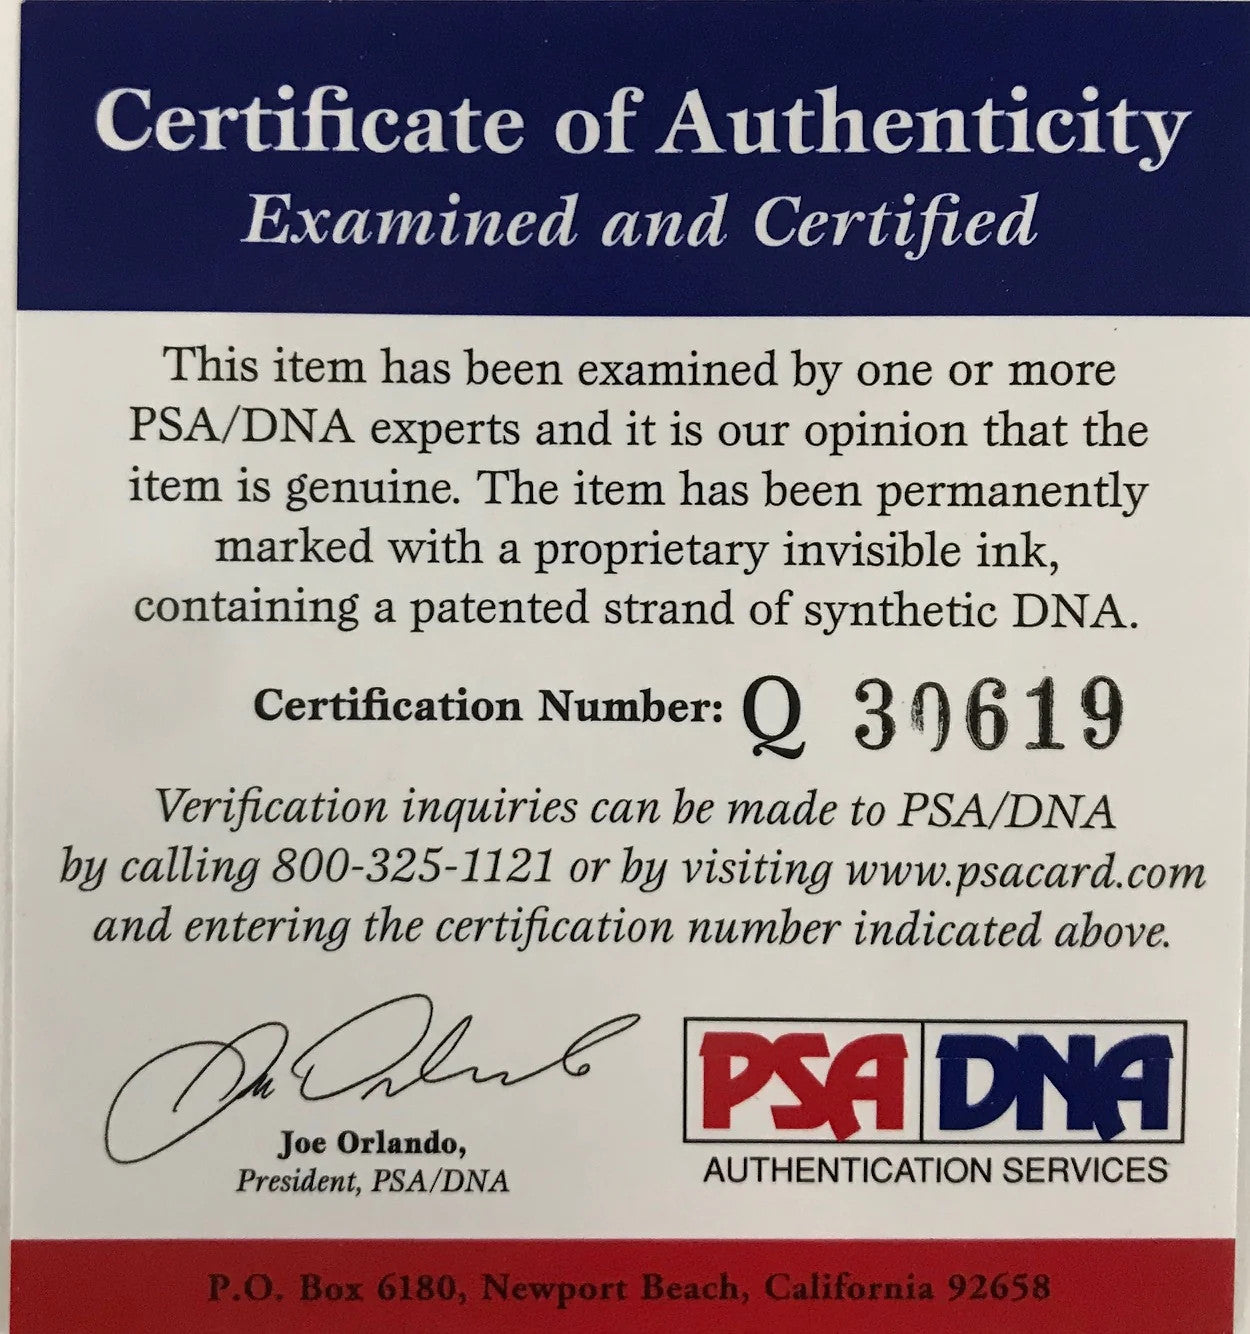 Certificate of Authenticity
Examined and Certified
This item has been examined by one or more
PSA/DNA experts and it is our opinion that the
item is genuine. The item has been permanently
marked with a proprietary invisible ink,
containing a patented strand of synthetic DNA.
Certification Number: Q 30619
Verification inquiries can be made to PSA/DNA
by calling 800-325-1121 or by visiting www.psacard.com
and entering the certification number indicated above.
Joe Orlando,
President, PSA/DNA
PSA DNA
AUTHENTICATION SERVICES
P.O. Box 6180, Newport Beach, California 92658